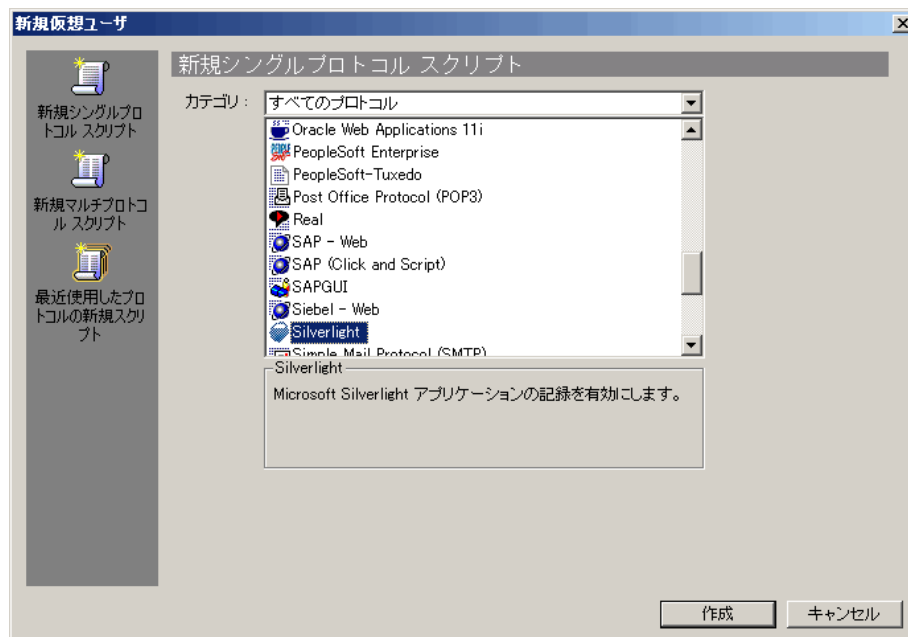 新規仮想ユーザ
新規シングルプロ
トコル スクリプト
新規マルチプロトコ
ル スクリプト
最近使用したプロ
トコルの新規スクリ
プト
新規シングルプロトコル スクリプト
カテゴリ：
すべてのプロトコル
Oracle Web Applications 11i
PeopleSoft Enterprise
PeopleSoft-Tuxedo
Post Office Protocol (POP3)
Real
SAP - Web
SAP (Click and Script)
SAPGUI
Siebel - Web
Silverlight
Simple Mail Protocol (SMTP)
Silverlight
Microsoft Silverlight アプリケーションの記録を有効にします。
作成
キャンセル